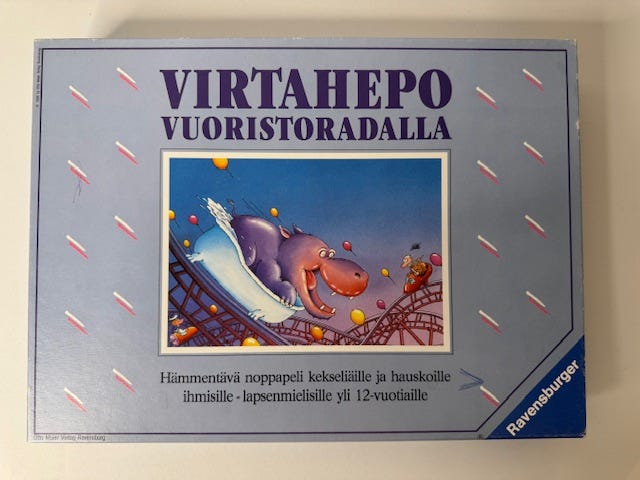 VIRTAHEPO
VUORISTORADALLA
Hämmentävä noppapeli kekseliäille ja hauskoille
ihmisille - lapsenmielisille yli 12-vuotiaille
Ravensburger
Otto Maier Verlag Ravensburg